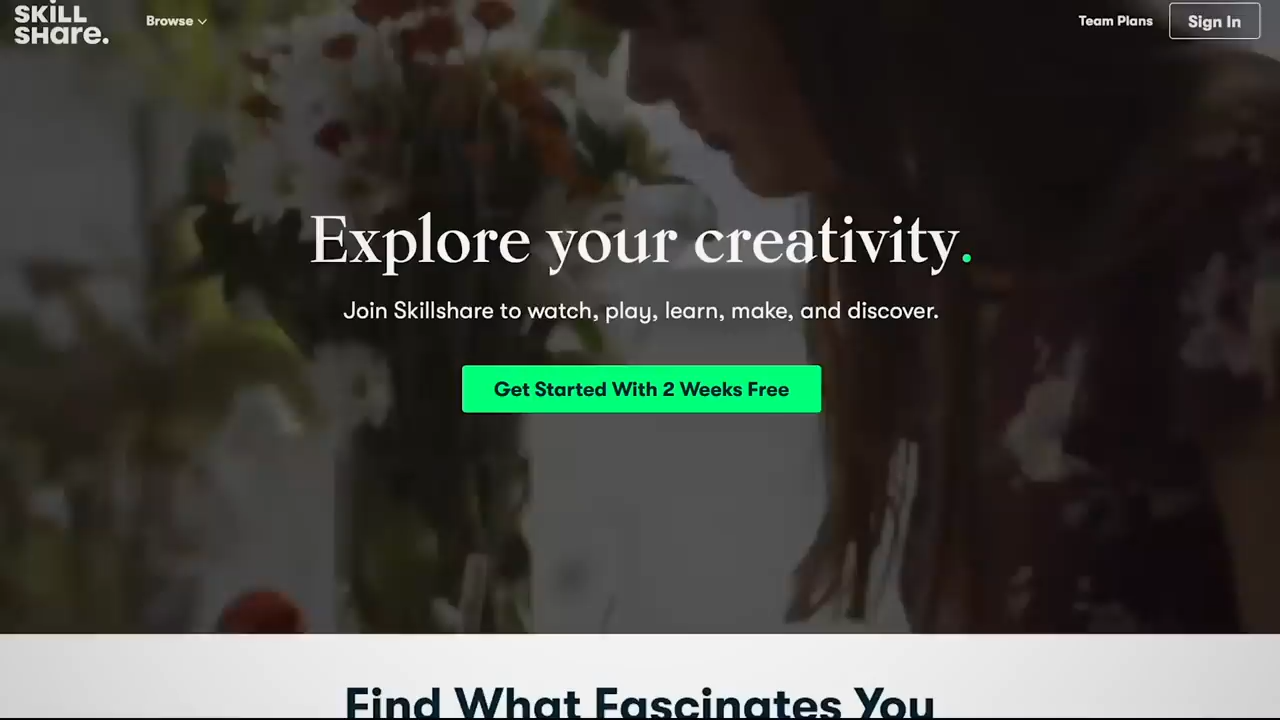 SKiLL
SHare.
Browse
Team Plans
Sign In
Explore your creativity.
Join Skillshare to watch, play, learn, make, and discover.
Get Started With 2 Weeks Free
Find What Fascinates You